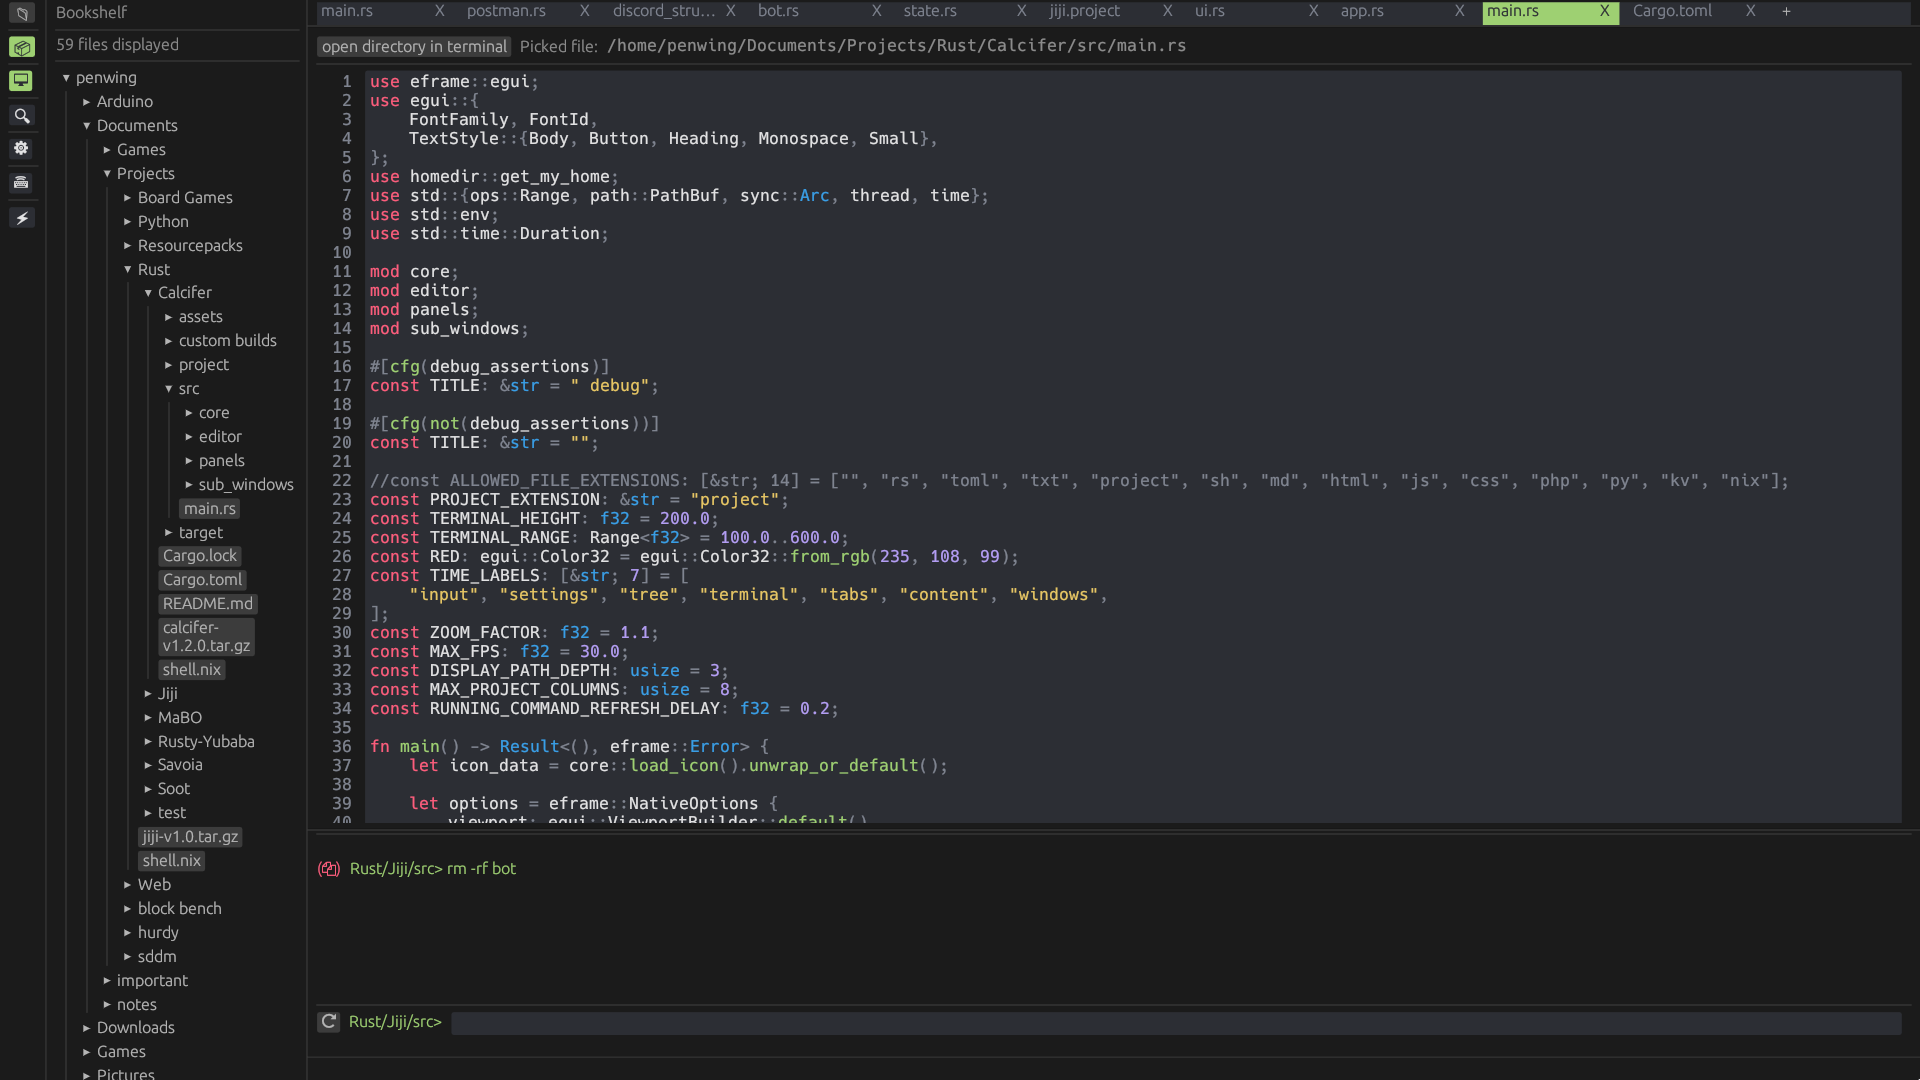 Bookshelf
59 files displayed
penwing
Arduino
Documents
Games
Projects
Board Games
Python
Resourcepacks
Rust
Calcifer
assets
custom builds
project
src
core
editor
panels
sub_windows
main.rs
target
Cargo.lock
Cargo.toml
README.md
calcifer-
v1.2.0.tar.gz
shell.nix
Jiji
MaBO
Rusty-Yubaba
Savoia
Soot
test
jiji-v1.0.tar.gz
shell.nix
Web
block bench
hurdy
sddm
important
notes
Downloads
Games
Pictures
main.rs X postman.rs X discord_stru... X bot.rs X state.rs X jiji.project X ui.rs X app.rs X main.rs X Cargo.toml X +
open directory in terminal Picked file: /home/penwing/Documents/Projects/Rust/Calcifer/src/main.rs
1 use eframe::egui;
2 use egui::{
3     FontFamily, FontId,
4     TextStyle::{Body, Button, Heading, Monospace, Small},
5 };
6 use homedir::get_my_home;
7 use std::{ops::Range, path::PathBuf, sync::Arc, thread, time};
8 use std::env;
9 use std::time::Duration;
10
11 mod core;
12 mod editor;
13 mod panels;
14 mod sub_windows;
15
16 #[cfg(debug_assertions)]
17 const TITLE: &str = " debug";
18
19 #[cfg(not(debug_assertions))]
20 const TITLE: &str = "";
21
22 //const ALLOWED_FILE_EXTENSIONS: [&str; 14] = ["", "rs", "toml", "txt", "project", "sh", "md", "html", "js", "css", "php", "py", "kv", "nix"];
23 const PROJECT_EXTENSION: &str = "project";
24 const TERMINAL_HEIGHT: f32 = 200.0;
25 const TERMINAL_RANGE: Range<f32> = 100.0..600.0;
26 const RED: egui::Color32 = egui::Color32::from_rgb(235, 108, 99);
27 const TIME_LABELS: [&str; 7] = [
28     "input", "settings", "tree", "terminal", "tabs", "content", "windows",
29 ];
30 const ZOOM_FACTOR: f32 = 1.1;
31 const MAX_FPS: f32 = 30.0;
32 const DISPLAY_PATH_DEPTH: usize = 3;
33 const MAX_PROJECT_COLUMNS: usize = 8;
34 const RUNNING_COMMAND_REFRESH_DELAY: f32 = 0.2;
35
36 fn main() -> Result<(), eframe::Error> {
37     let icon_data = core::load_icon().unwrap_or_default();
38
39     let options = eframe::NativeOptions {
40         viewport: egui::ViewportBuilder::default()
Rust/Jiji/src> rm -rf bot
Rust/Jiji/src>